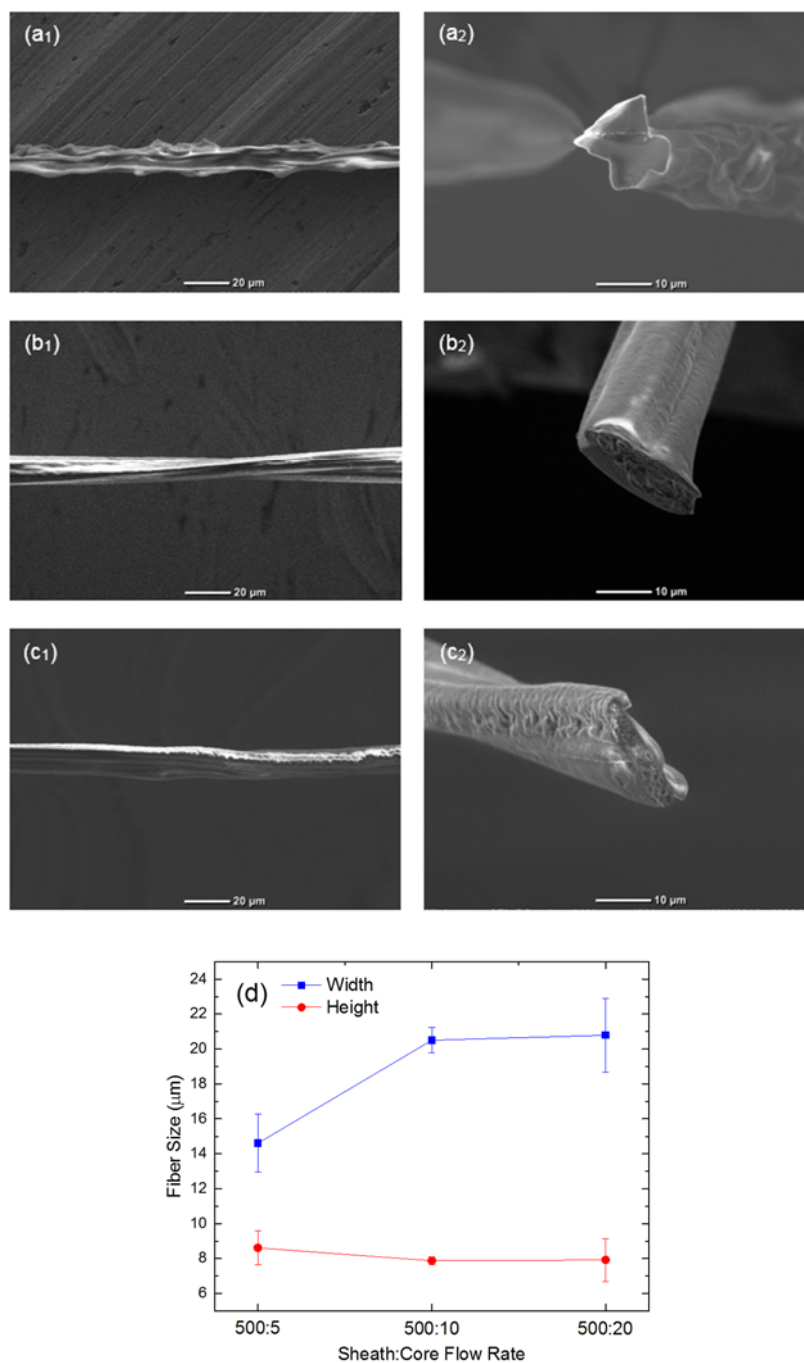 (a₁)
20 µm
(a₂)
10 µm
(b₁)
20 µm
(b₂)
10 µm
(c₁)
20 µm
(c₂)
10 µm
(d)
Width
Height
24
22
20
18
16
14
12
10
8
6
Fiber Size (µm)
500:5
500:10
500:20
Sheath:Core Flow Rate